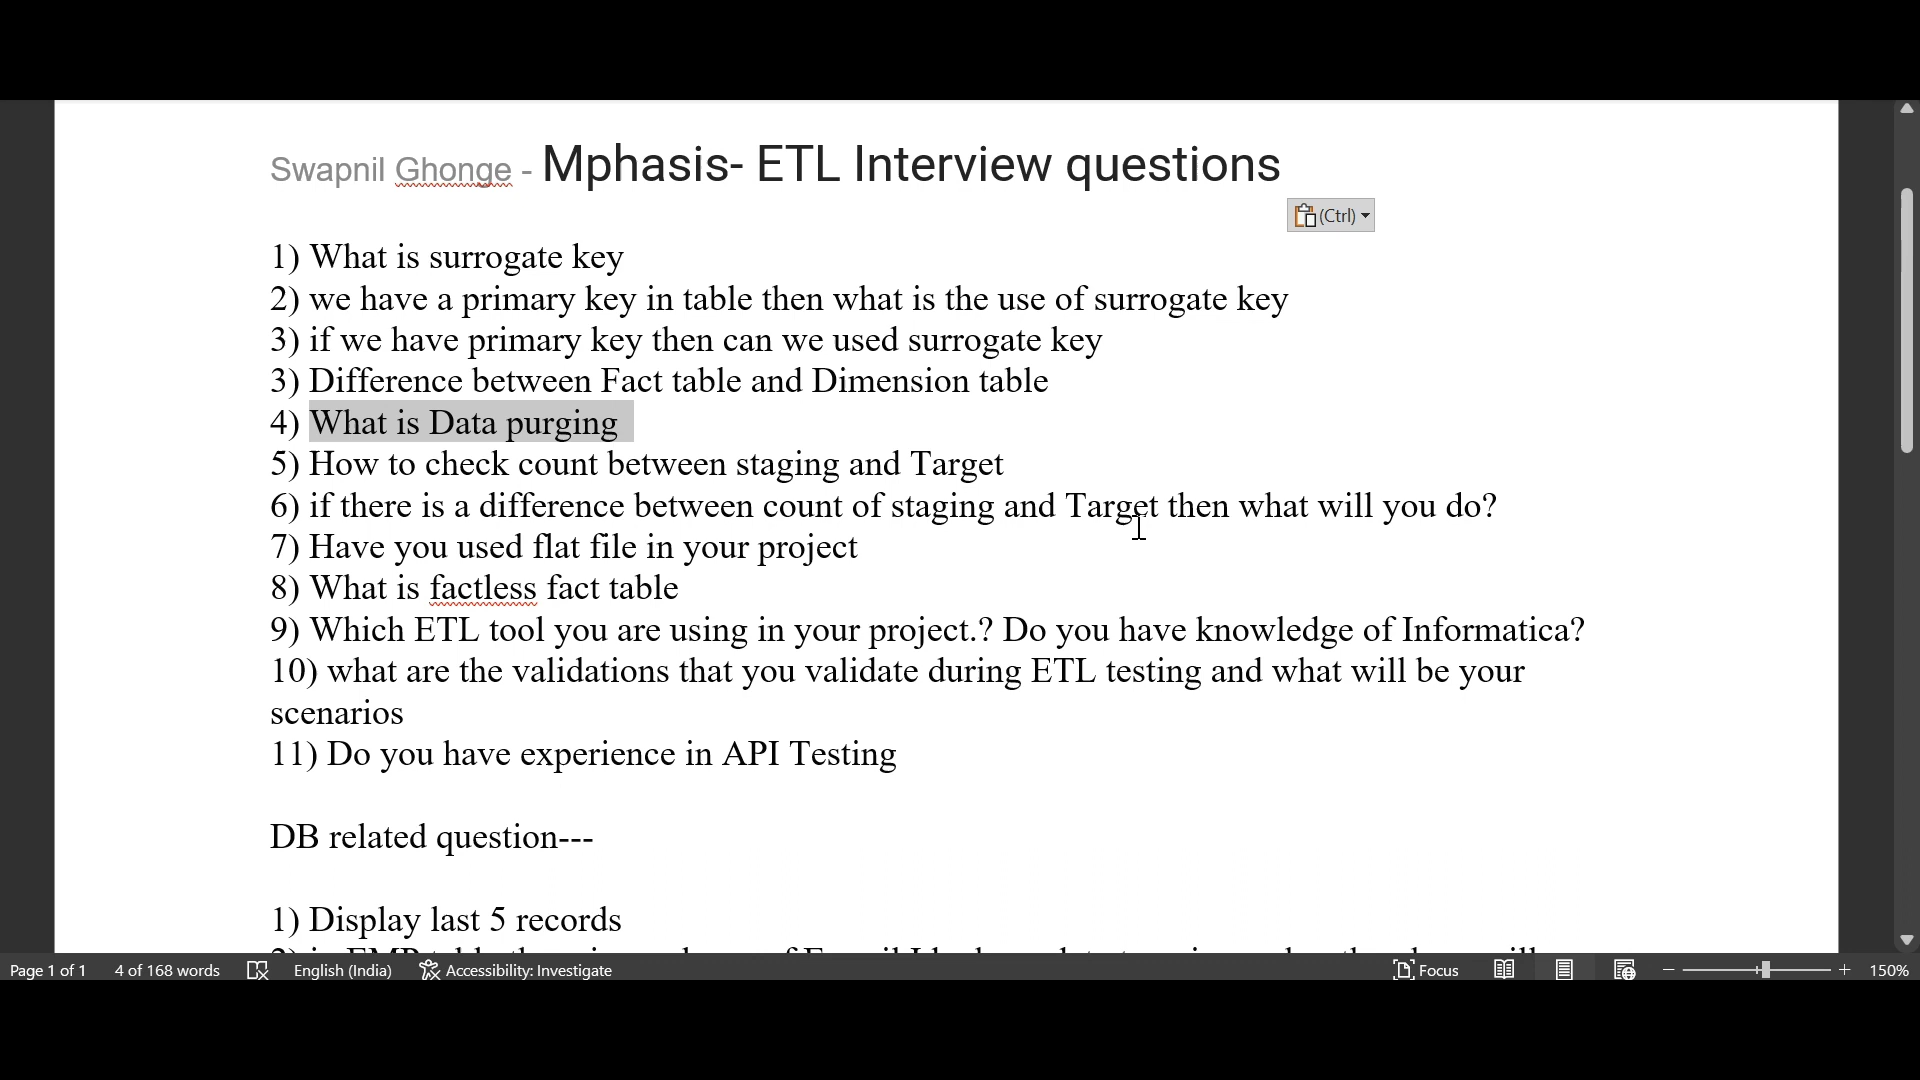 Swapnil Ghonge - Mphasis- ETL Interview questions
(Ctrl)
1) What is surrogate key
2) we have a primary key in table then what is the use of surrogate key
3) if we have primary key then can we used surrogate key
3) Difference between Fact table and Dimension table
4) What is Data purging
5) How to check count between staging and Target
6) if there is a difference between count of staging and Target then what will you do?
7) Have you used flat file in your project
8) What is factless fact table
9) Which ETL tool you are using in your project.? Do you have knowledge of Informatica?
10) what are the validations that you validate during ETL testing and what will be your
scenarios
11) Do you have experience in API Testing
DB related question---
1) Display last 5 records
Page 1 of 1 4 of 168 words English (India) Accessibility: Investigate Focus 150%